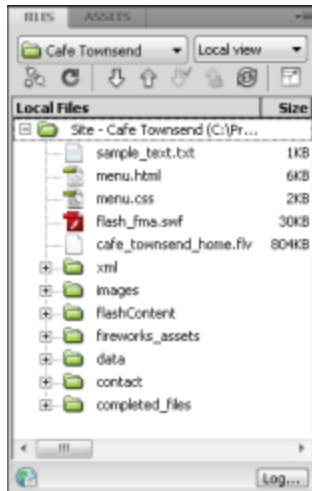 FILES ASSETS
Cafe Townsend Local view
Local Files Size
Site - Cafe Townsend (C:\Pr...
sample_text.txt 1KB
menu.html 6KB
menu.css 2KB
flash_fma.swf 30KB
cafe_townsend_home.flv 804KB
xml
images
flashContent
fireworks_assets
data
contact
completed_files
Log...